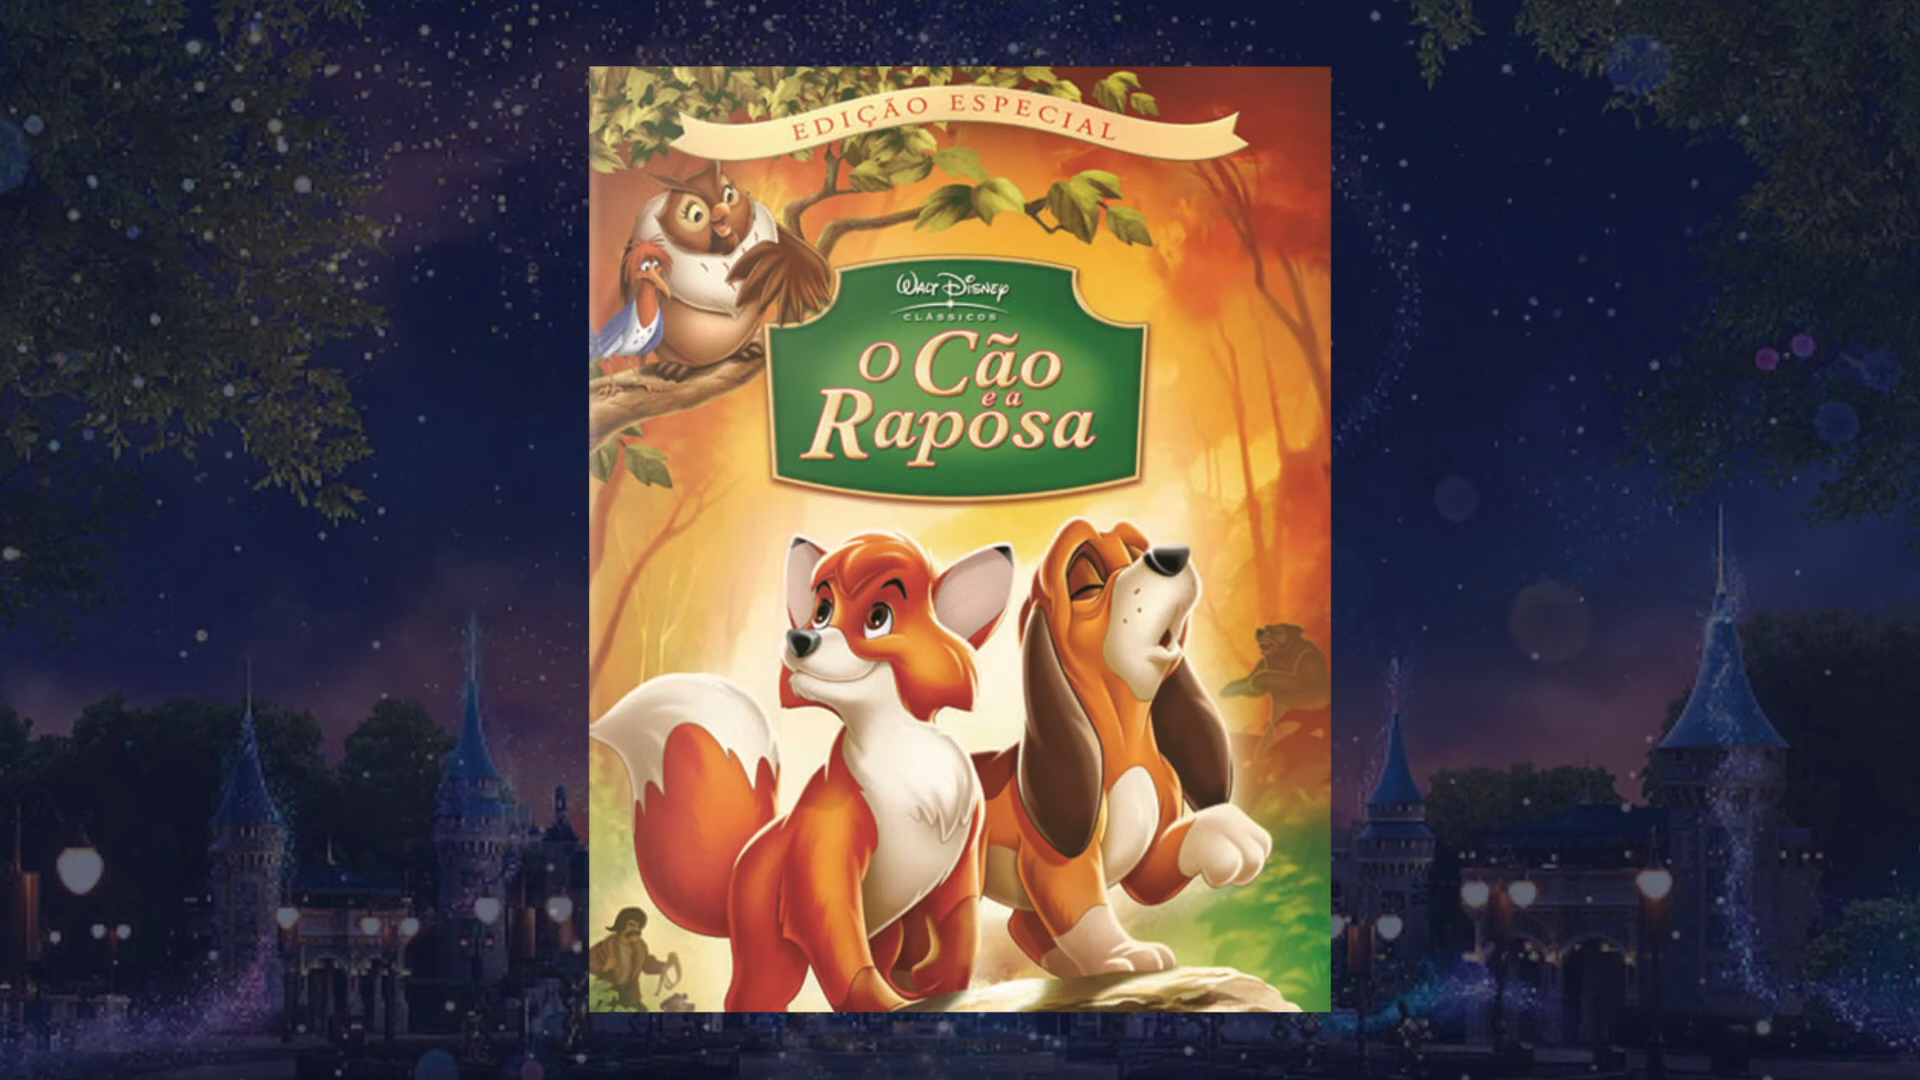 EDIÇÃO ESPECIAL
WALT DISNEY
CLÁSSICOS
O Cão
e a
Raposa